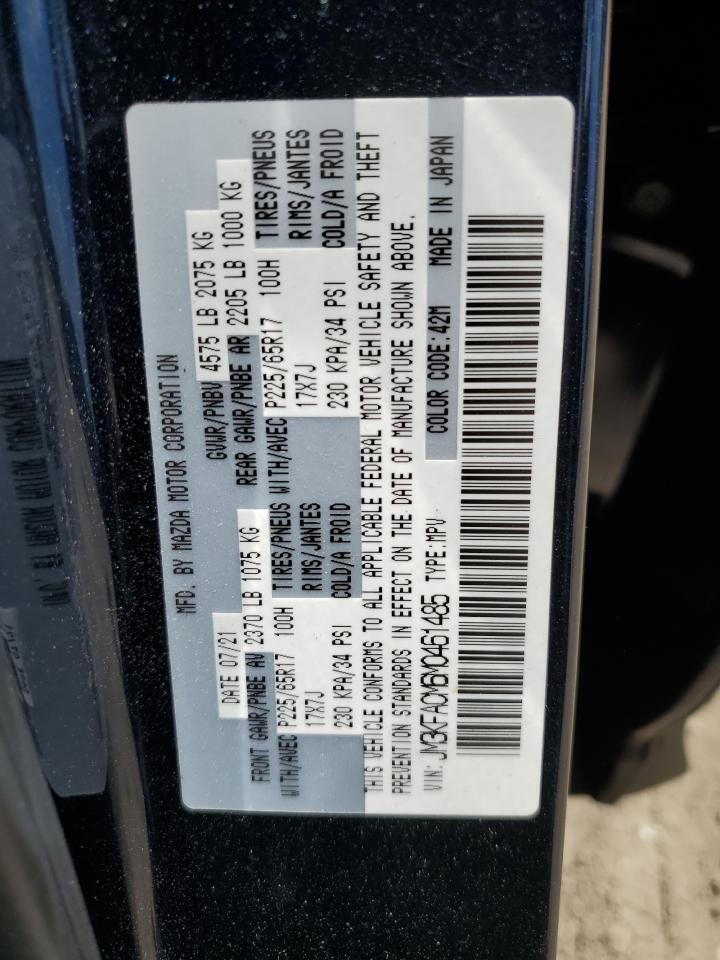 MFD. BY MAZDA MOTOR CORPORATION
DATE 07/21 GVWR/PNBV 4575 LB 2075 KG
FRONT GAWR/PNBE AV 2370 LB 1075 KG REAR GAWR/PNBE AR 2205 LB 1000 KG
WITH/AVEC P225/65R17 100H TIRES/PNEUS WITH/AVEC P225/65R17 100H TIRES/PNEUS
17X7J RIMS/JANTES 17X7J RIMS/JANTES
230 KPA/34 PSI COLD/A FROID 230 KPA/34 PSI COLD/A FROID
THIS VEHICLE CONFORMS TO ALL APPLICABLE FEDERAL MOTOR VEHICLE SAFETY AND THEFT
PREVENTION STANDARDS IN EFFECT ON THE DATE OF MANUFACTURE SHOWN ABOVE.
VIN: JM3KFACM6M0461485 TYPE:MPV COLOR CODE:42M MADE IN JAPAN